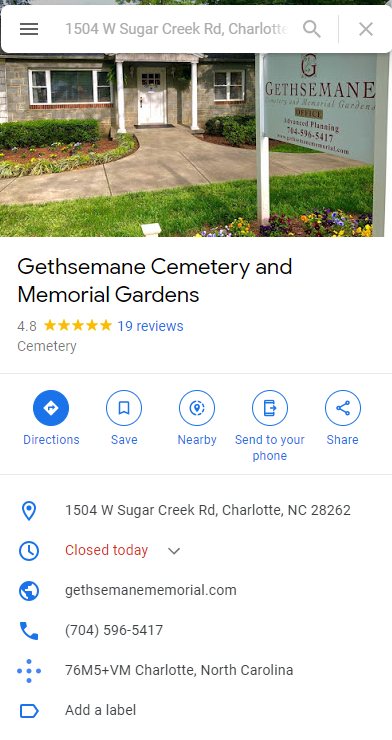 1504 W Sugar Creek Rd, Charlotte
G
GETHSEMANE
Cemetery and Memorial Gardens
OFFICE
Advanced Planning
704-596-5417
www.gethsemanememorial.com
Gethsemane Cemetery and
Memorial Gardens
4.8 ★★★★★ 19 reviews
Cemetery
Directions Save Nearby Send to your phone Share
1504 W Sugar Creek Rd, Charlotte, NC 28262
Closed today
gethsemanememorial.com
(704) 596-5417
76M5+VM Charlotte, North Carolina
Add a label